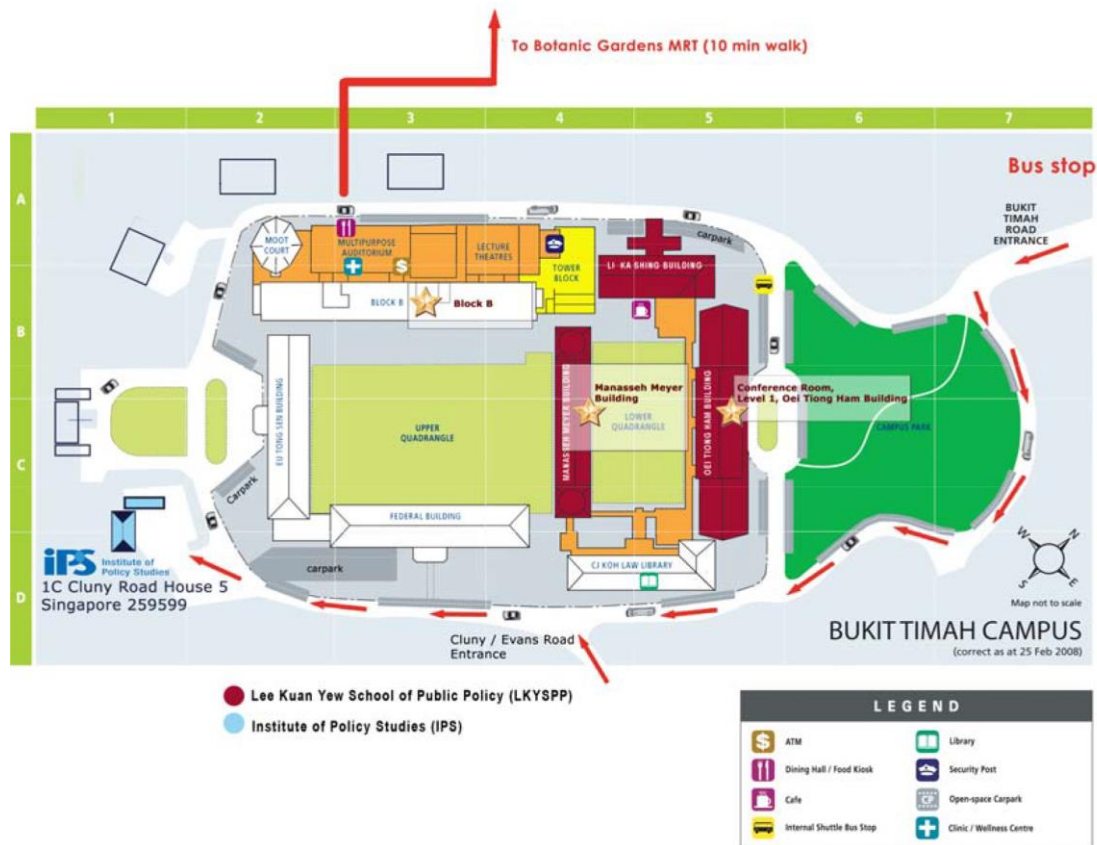 To Botanic Gardens MRT (10 min walk)
1 2 3 4 5 6 7
A
Bus stop
BUKIT
TIMAH
ROAD
ENTRANCE
carpark
MOOT
COURT
MULTIPURPOSE
AUDITORIUM
LECTURE
THEATRES
TOWER
BLOCK
LI KA SHING BUILDING
$
B
BLOCK B
Block B
EU TONG SEN BUILDING
UPPER
QUADRANGLE
MANASSEH MEYER BUILDING
Manasseh Meyer
Building
LOWER
QUADRANGLE
OEI TIONG HAM BUILDING
Conference Room,
Level 1, Oei Tiong Ham Building
CAMPUS PARK
C
Carpark
FEDERAL BUILDING
D
iPS Institute of
Policy Studies
1C Cluny Road House 5
Singapore 259599
carpark
CJ KOH LAW LIBRARY
Cluny / Evans Road
Entrance
W N
S E
Map not to scale
BUKIT TIMAH CAMPUS
(correct as at 25 Feb 2008)
Lee Kuan Yew School of Public Policy (LKYSPP)
Institute of Policy Studies (IPS)
LEGEND
$ ATM
Library
Dining Hall / Food Kiosk
Security Post
Cafe
CP Open-space Carpark
Internal Shuttle Bus Stop
Clinic / Wellness Centre